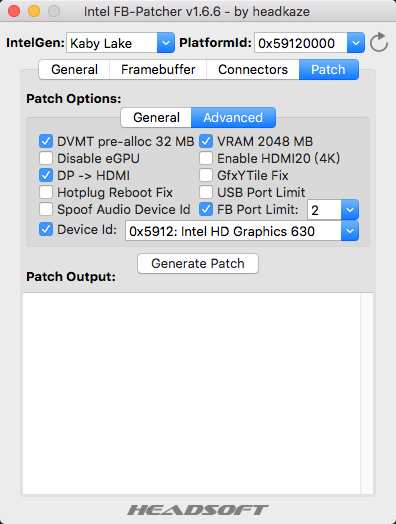 Intel FB-Patcher v1.6.6 - by headkaze
IntelGen: Kaby Lake PlatformId: 0x59120000
General Framebuffer Connectors Patch
Patch Options:
General Advanced
DVMT pre-alloc 32 MB VRAM 2048 MB
Disable eGPU Enable HDMI20 (4K)
DP -> HDMI GfxYTile Fix
Hotplug Reboot Fix USB Port Limit
Spoof Audio Device Id FB Port Limit: 2
Device Id: 0x5912: Intel HD Graphics 630
Generate Patch
Patch Output:
HEADSOFT